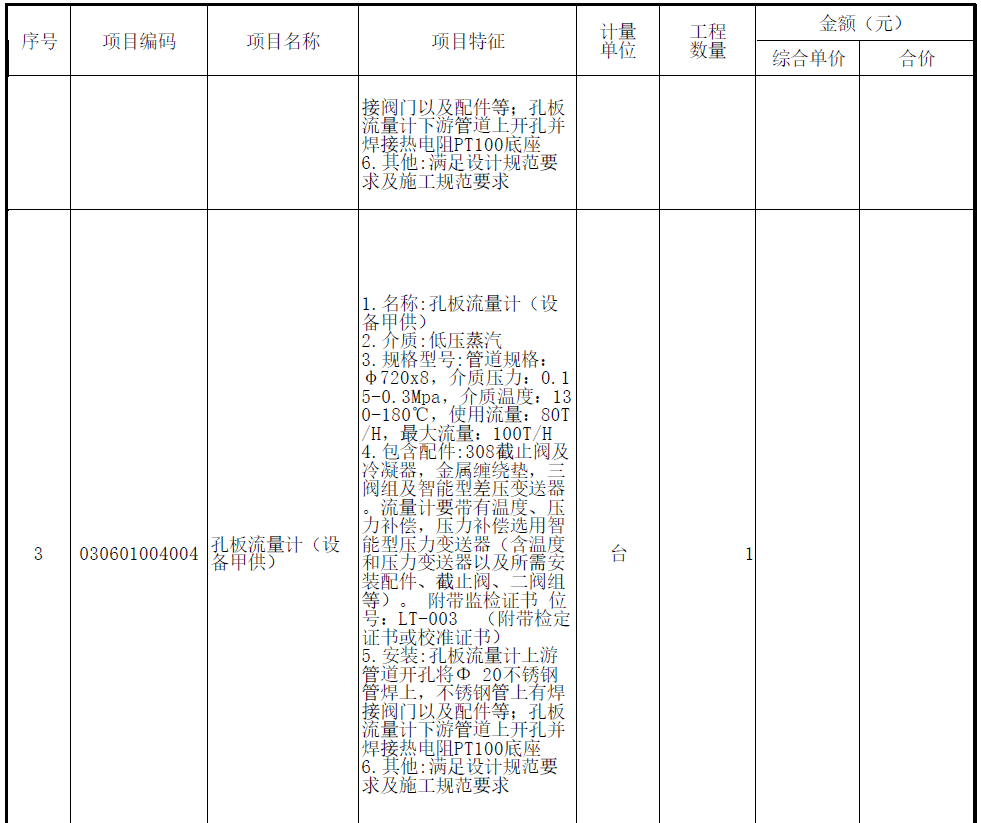 序号 项目编码 项目名称 项目特征 计量单位 工程数量 金额（元）
综合单价 合价
接阀门以及配件等；孔板
流量计下游管道上开孔并
焊接热电阻PT100底座
6.其他:满足设计规范要
求及施工规范要求
1.名称:孔板流量计（设
备甲供）
2.介质:低压蒸汽
3.规格型号:管道规格：
φ720x8，介质压力：0.1
5-0.3Mpa，介质温度：13
0-180℃，使用流量：80T
/H，最大流量：100T/H
4.包含配件:308截止阀及
冷凝器，金属缠绕垫，三
阀组及智能型差压变送器
。流量计要带有温度、压
力补偿，压力补偿选用智
能型压力变送器（含温度
和压力变送器以及所需安
装配件、截止阀、二阀组
等）。 附带监检证书 位
号：LT-003 （附带检定
证书或校准证书）
5.安装:孔板流量计上游
管道开孔将Φ 20不锈钢
管焊上，不锈钢管上有焊
接阀门以及配件等；孔板
流量计下游管道上开孔并
焊接热电阻PT100底座
6.其他:满足设计规范要
求及施工规范要求
3 030601004004 孔板流量计（设
备甲供） 台 1